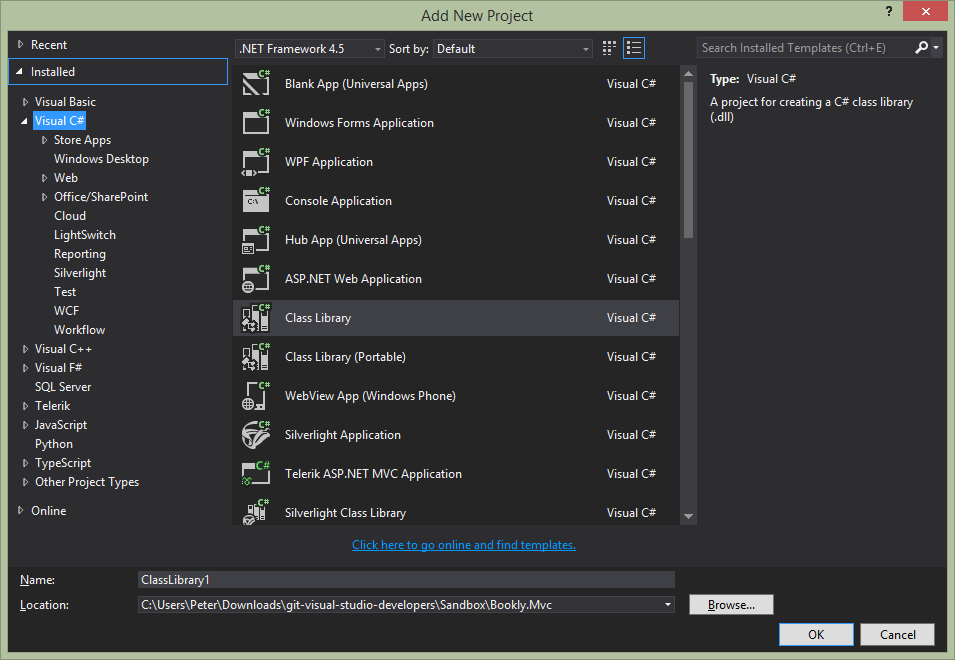 Add New Project
?
Recent
Installed
Visual Basic
Visual C#
Store Apps
Windows Desktop
Web
Office/SharePoint
Cloud
LightSwitch
Reporting
Silverlight
Test
WCF
Workflow
Visual C++
Visual F#
SQL Server
Telerik
JavaScript
Python
TypeScript
Other Project Types
Online
.NET Framework 4.5 Sort by: Default
C# Blank App (Universal Apps) Visual C#
C# Windows Forms Application Visual C#
C# WPF Application Visual C#
C# C:\ Console Application Visual C#
C# Hub App (Universal Apps) Visual C#
C# ASP.NET Web Application Visual C#
C# Class Library Visual C#
C# Class Library (Portable) Visual C#
C# WebView App (Windows Phone) Visual C#
C# Silverlight Application Visual C#
C# Telerik ASP.NET MVC Application Visual C#
C# Silverlight Class Library Visual C#
Click here to go online and find templates.
Search Installed Templates (Ctrl+E)
Type: Visual C#
A project for creating a C# class library
(.dll)
Name: ClassLibrary1
Location: C:\Users\Peter\Downloads\git-visual-studio-developers\Sandbox\Bookly.Mvc Browse...
OK Cancel